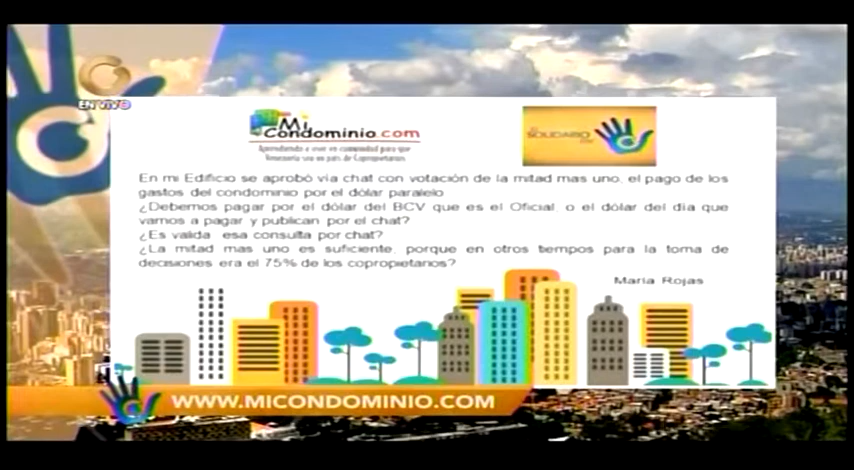 EN VIVO
Mi
Condominio.com
Aprendiendo a vivir en comunidad para que
Venezuela sea un país de Copropietarios
SOLIDARIO
En mi Edificio se aprobó vía chat con votación de la mitad mas uno, el pago de los
gastos del condominio por el dólar paralelo
¿Debemos pagar por el dólar del BCV que es el Oficial, o el dólar del día que
vamos a pagar y publican por el chat?
¿Es valida esa consulta por chat?
¿La mitad mas uno es suficiente, porque en otros tiempos para la toma de
decisiones era el 75% de los copropietarios?
María Rojas
WWW.MICONDOMINIO.COM